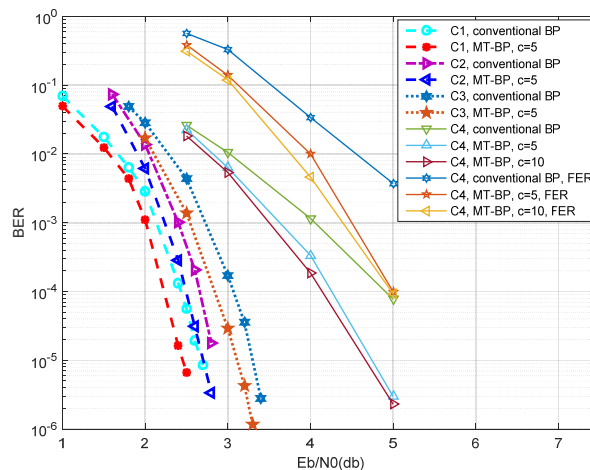 10^0
10^-1
10^-2
10^-3
10^-4
10^-5
10^-6
BER
1
2
3
4
5
6
7
Eb/N0(db)
C1, conventional BP
C1, MT-BP, c=5
C2, conventional BP
C2, MT-BP, c=5
C3, conventional BP
C3, MT-BP, c=5
C4, conventional BP
C4, MT-BP, c=5
C4, MT-BP, c=10
C4, conventional BP, FER
C4, MT-BP, c=5, FER
C4, MT-BP, c=10, FER